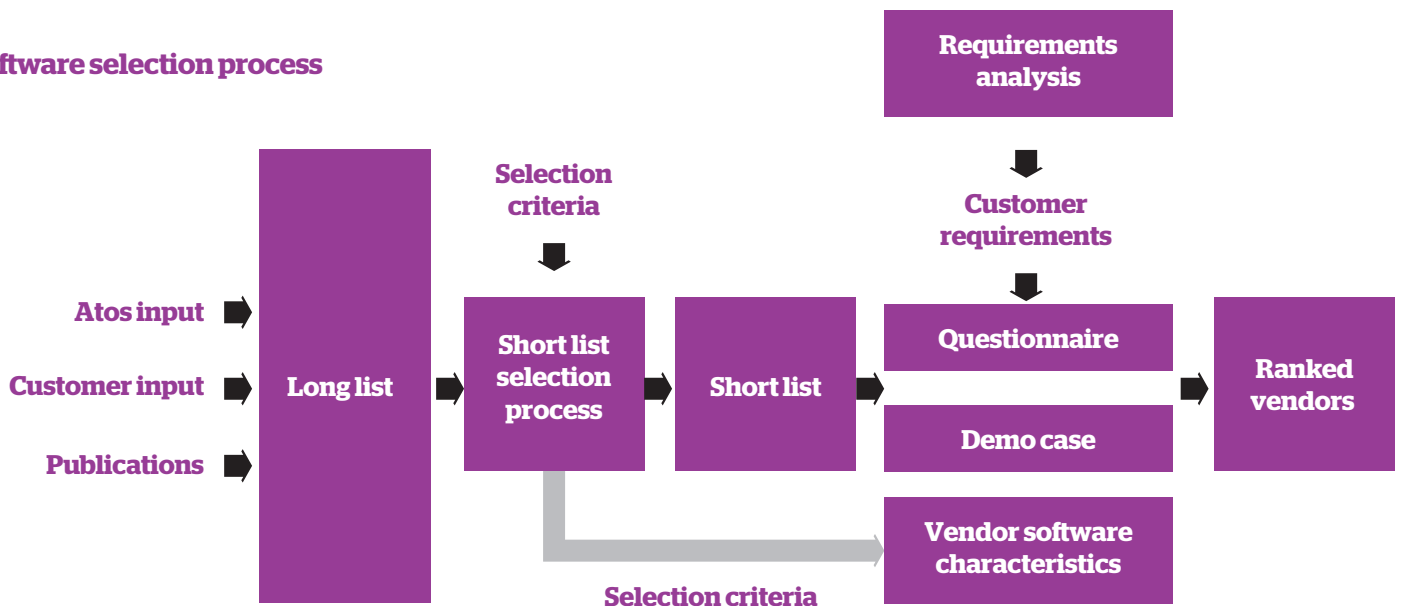 ftware selection process
Requirements
analysis
Selection
criteria
Customer
requirements
Atos input
Customer input
Publications
Long list
Short list
selection
process
Short list
Questionnaire
Demo case
Ranked
vendors
Vendor software
characteristics
Selection criteria